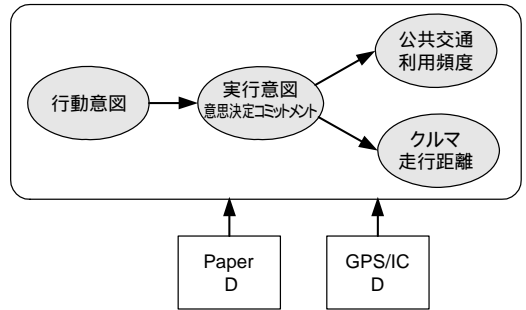 公共交通
利用頻度
行動意図
実行意図
意思決定コミットメント
クルマ
走行距離
Paper
D
GPS/IC
D